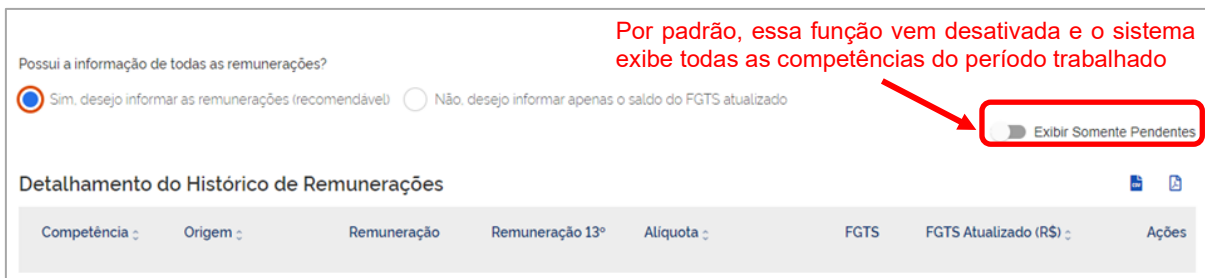 Por padrão, essa função vem desativada e o sistema
exibe todas as competências do período trabalhado
Possui a informação de todas as remunerações?
Sim, desejo informar as remunerações (recomendável) Não, desejo informar apenas o saldo do FGTS atualizado
Exibir Somente Pendentes
Detalhamento do Histórico de Remunerações
Competência Origem Remuneração Remuneração 13º Alíquota FGTS FGTS Atualizado (R$) Ações